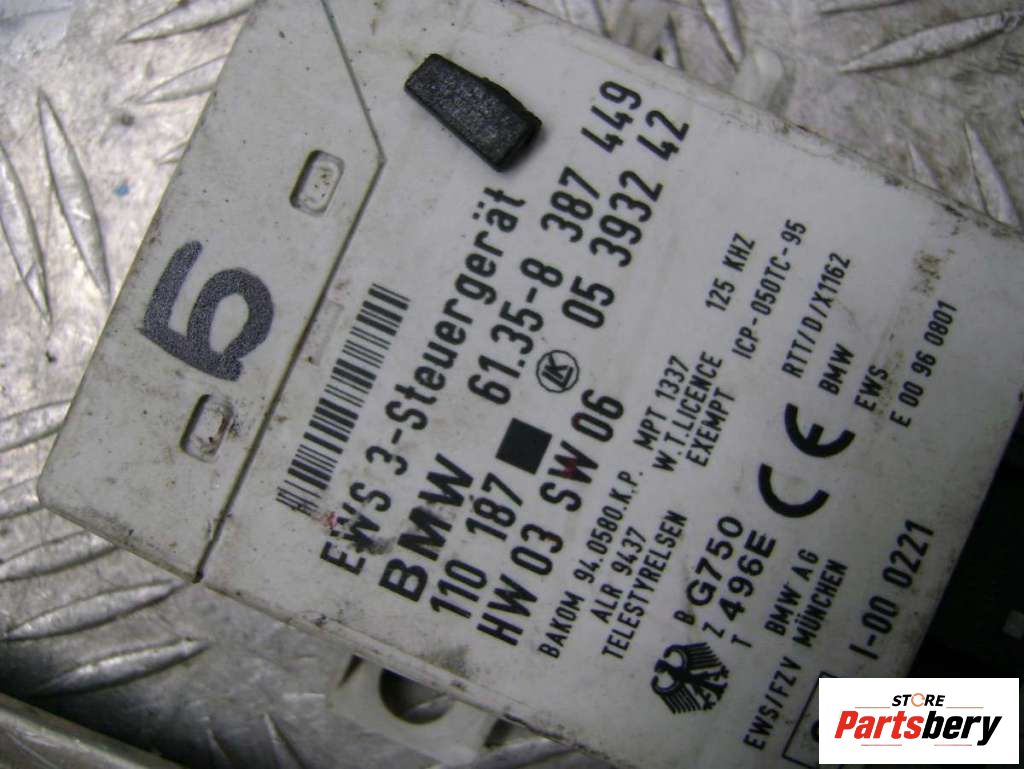 Б
EWS 3-Steuergerät
BMW 61.35-8 387 449
110 187 LK 05 3932 42
HW 03 SW 06
BAKOM 94.0580.K.P. MPT 1337 125 KHZ
ALR 9437 W.T.LICENCE
TELESTYRELSEN EXEMPT ICP-050TC-95
B G750 RTT/D/X1162
Z 496E CE BMW
T
BMW AG EWS
EWS/FZV MÜNCHEN E 00 96 0801
I-00 0221
STORE
Partsbery